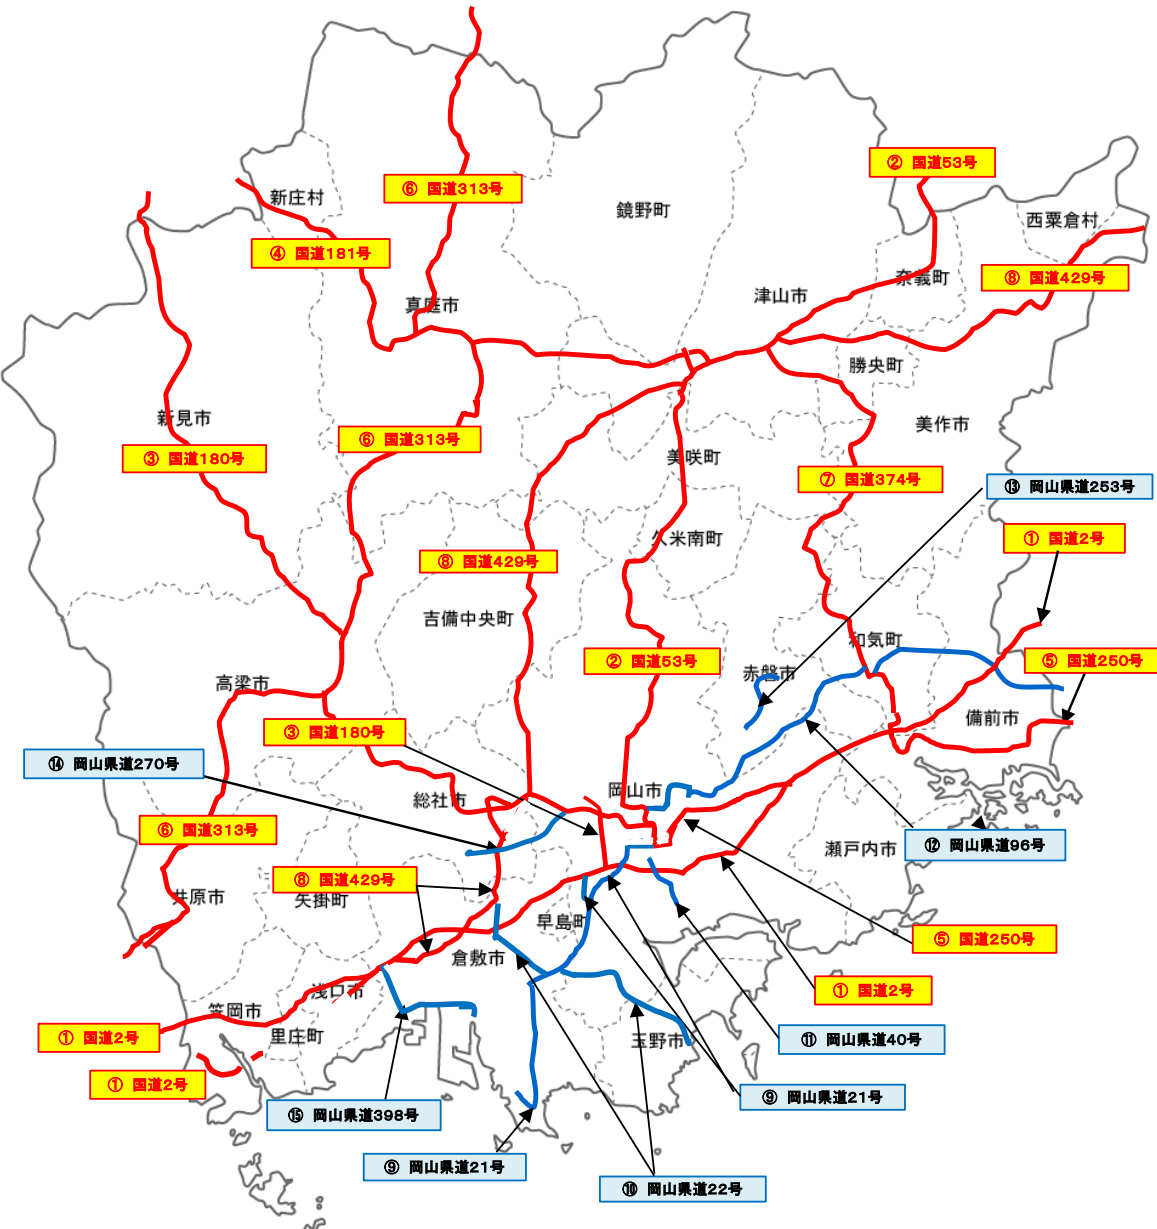 ② 国道53号
⑥ 国道313号
新庄村
鏡野町
西粟倉村
④ 国道181号
奈義町
⑧ 国道429号
津山市
真庭市
勝央町
新見市
美作市
⑥ 国道313号
③ 国道180号
美咲町
⑦ 国道374号
⑬ 岡山県道253号
久米南町
① 国道2号
⑧ 国道429号
吉備中央町
和気町
② 国道53号
⑤ 国道250号
赤磐市
高梁市
備前市
③ 国道180号
⑭ 岡山県道270号
岡山市
総社市
⑥ 国道313号
⑫ 岡山県道96号
瀬戸内市
⑧ 国道429号
井原市
矢掛町
早島町
⑤ 国道250号
倉敷市
浅口市
① 国道2号
笠岡市
① 国道2号
里庄町
玉野市
⑪ 岡山県道40号
① 国道2号
⑨ 岡山県道21号
⑮ 岡山県道398号
⑨ 岡山県道21号
⑩ 岡山県道22号